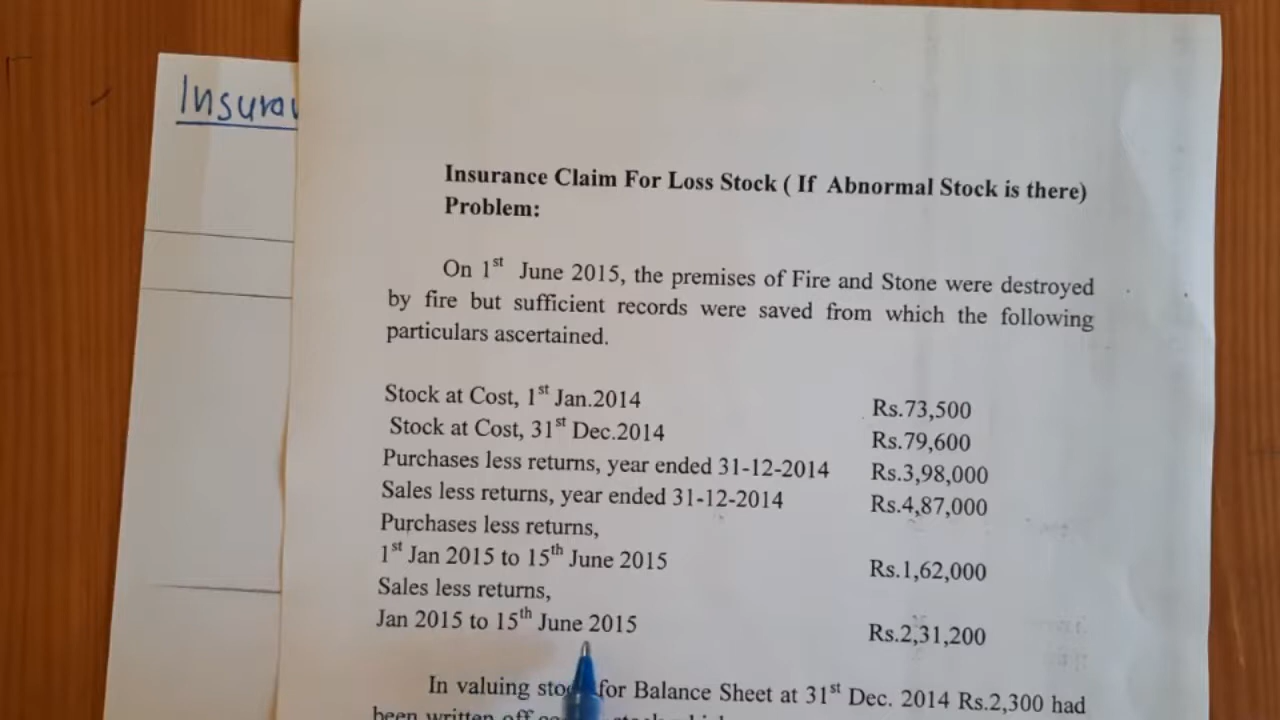 Insuran
Insurance Claim For Loss Stock ( If Abnormal Stock is there)
Problem:
On 1st June 2015, the premises of Fire and Stone were destroyed
by fire but sufficient records were saved from which the following
particulars ascertained.
Stock at Cost, 1st Jan.2014 Rs.73,500
Stock at Cost, 31st Dec.2014 Rs.79,600
Purchases less returns, year ended 31-12-2014 Rs.3,98,000
Sales less returns, year ended 31-12-2014 Rs.4,87,000
Purchases less returns,
1st Jan 2015 to 15th June 2015 Rs.1,62,000
Sales less returns,
Jan 2015 to 15th June 2015 Rs.2,31,200
In valuing for Balance Sheet at 31st Dec. 2014 Rs.2,300 had
been written off